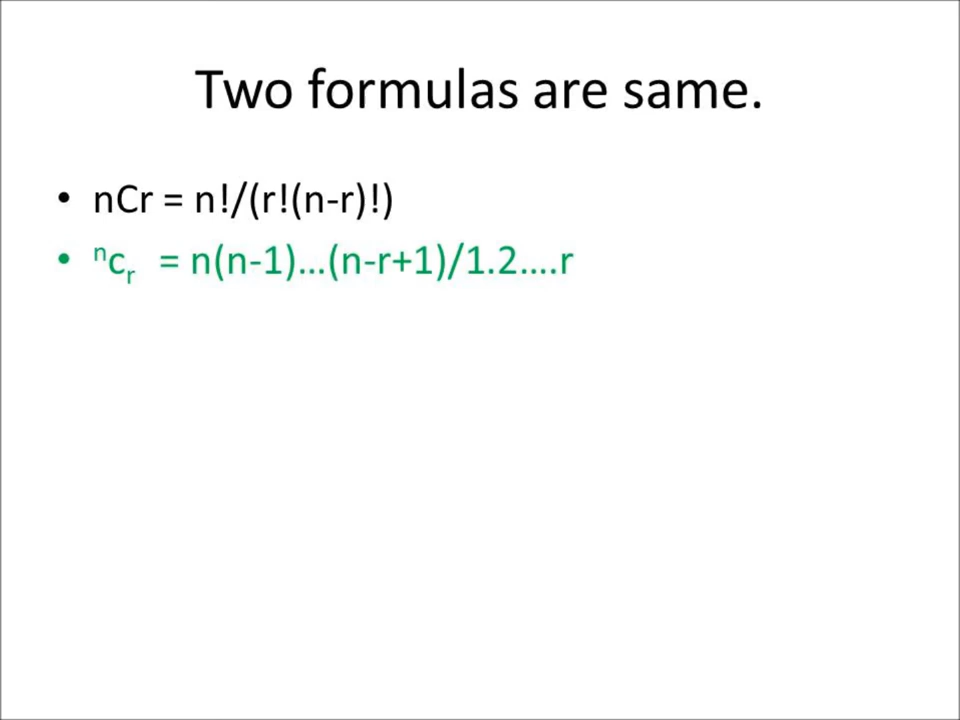 Two formulas are same.
• nCr = n!/(r!(n-r)!)
• ⁿcᵣ = n(n-1)…(n-r+1)/1.2….r